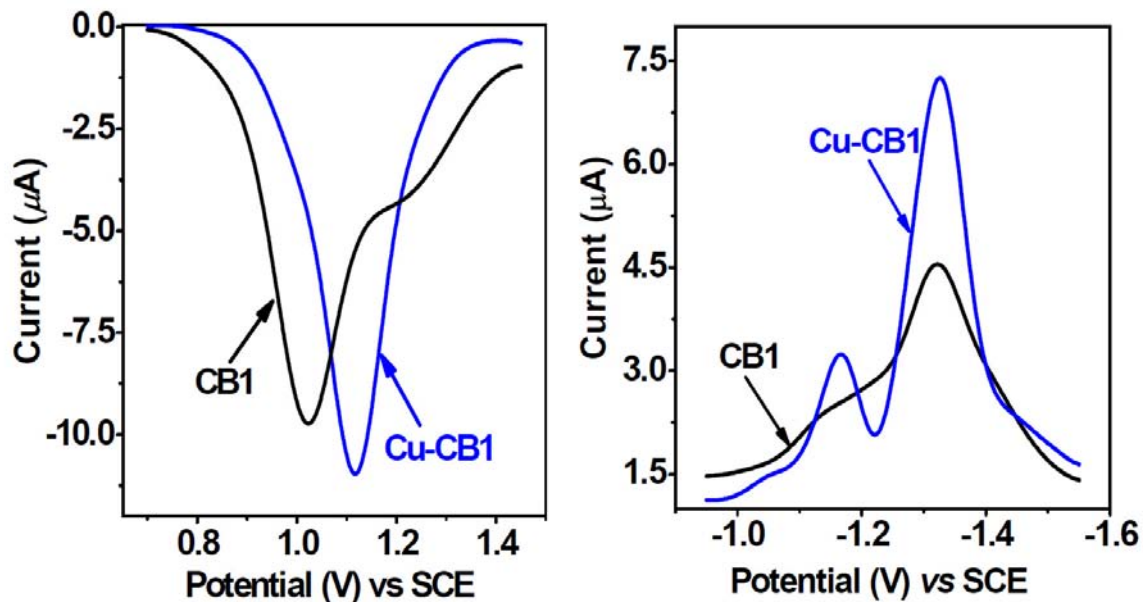 0.0
-2.5
-5.0
-7.5
-10.0
Current (μA)
CB1
Cu-CB1
0.8 1.0 1.2 1.4
Potential (V) vs SCE
7.5
6.0
4.5
3.0
1.5
Current (μA)
Cu-CB1
CB1
-1.0 -1.2 -1.4 -1.6
Potential (V) vs SCE